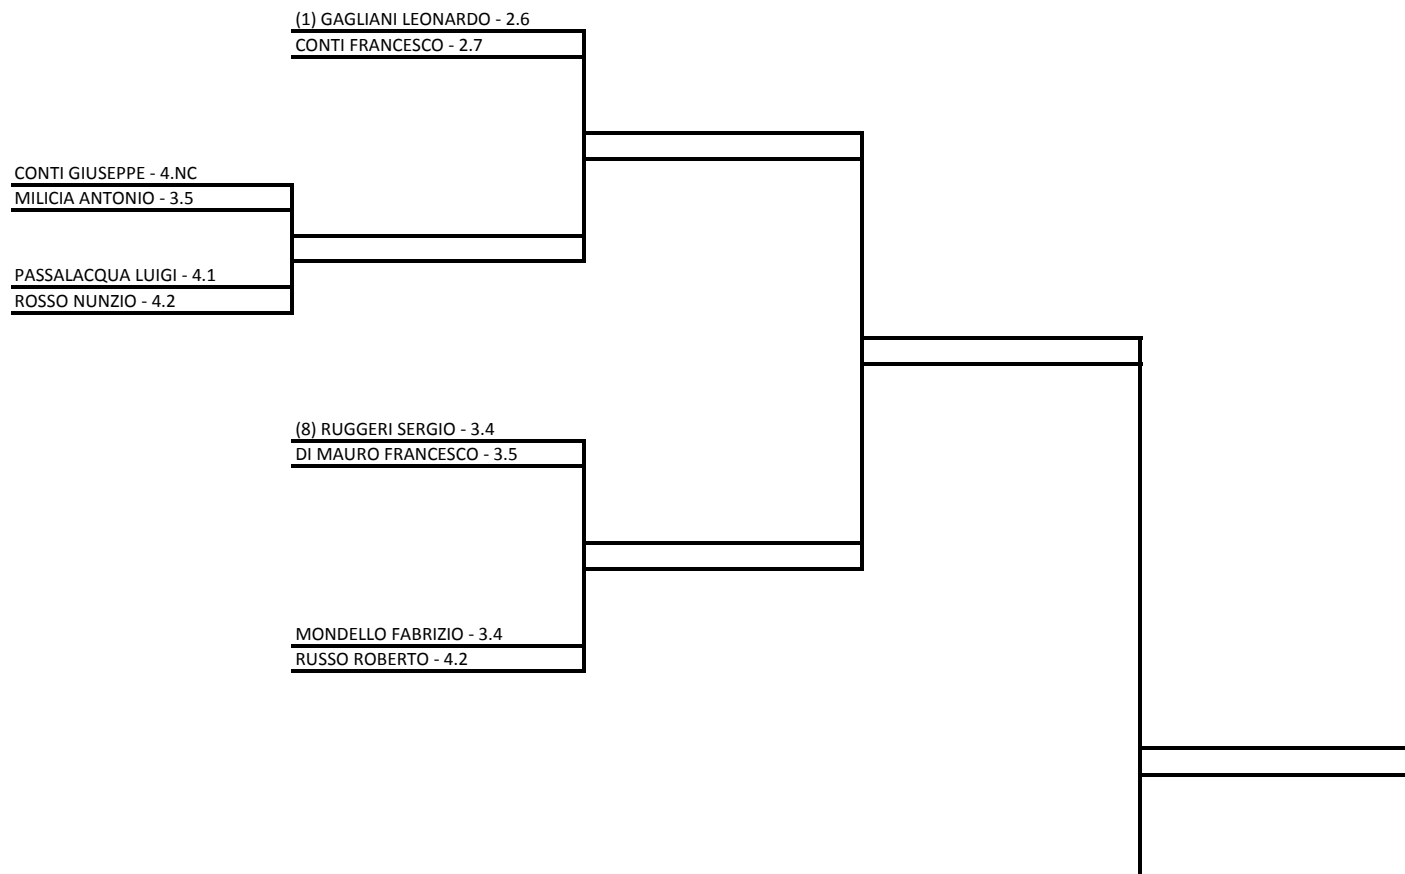 (1) GAGLIANI LEONARDO - 2.6
CONTI FRANCESCO - 2.7
CONTI GIUSEPPE - 4.NC
MILICIA ANTONIO - 3.5
PASSALACQUA LUIGI - 4.1
ROSSO NUNZIO - 4.2
(8) RUGGERI SERGIO - 3.4
DI MAURO FRANCESCO - 3.5
MONDELLO FABRIZIO - 3.4
RUSSO ROBERTO - 4.2